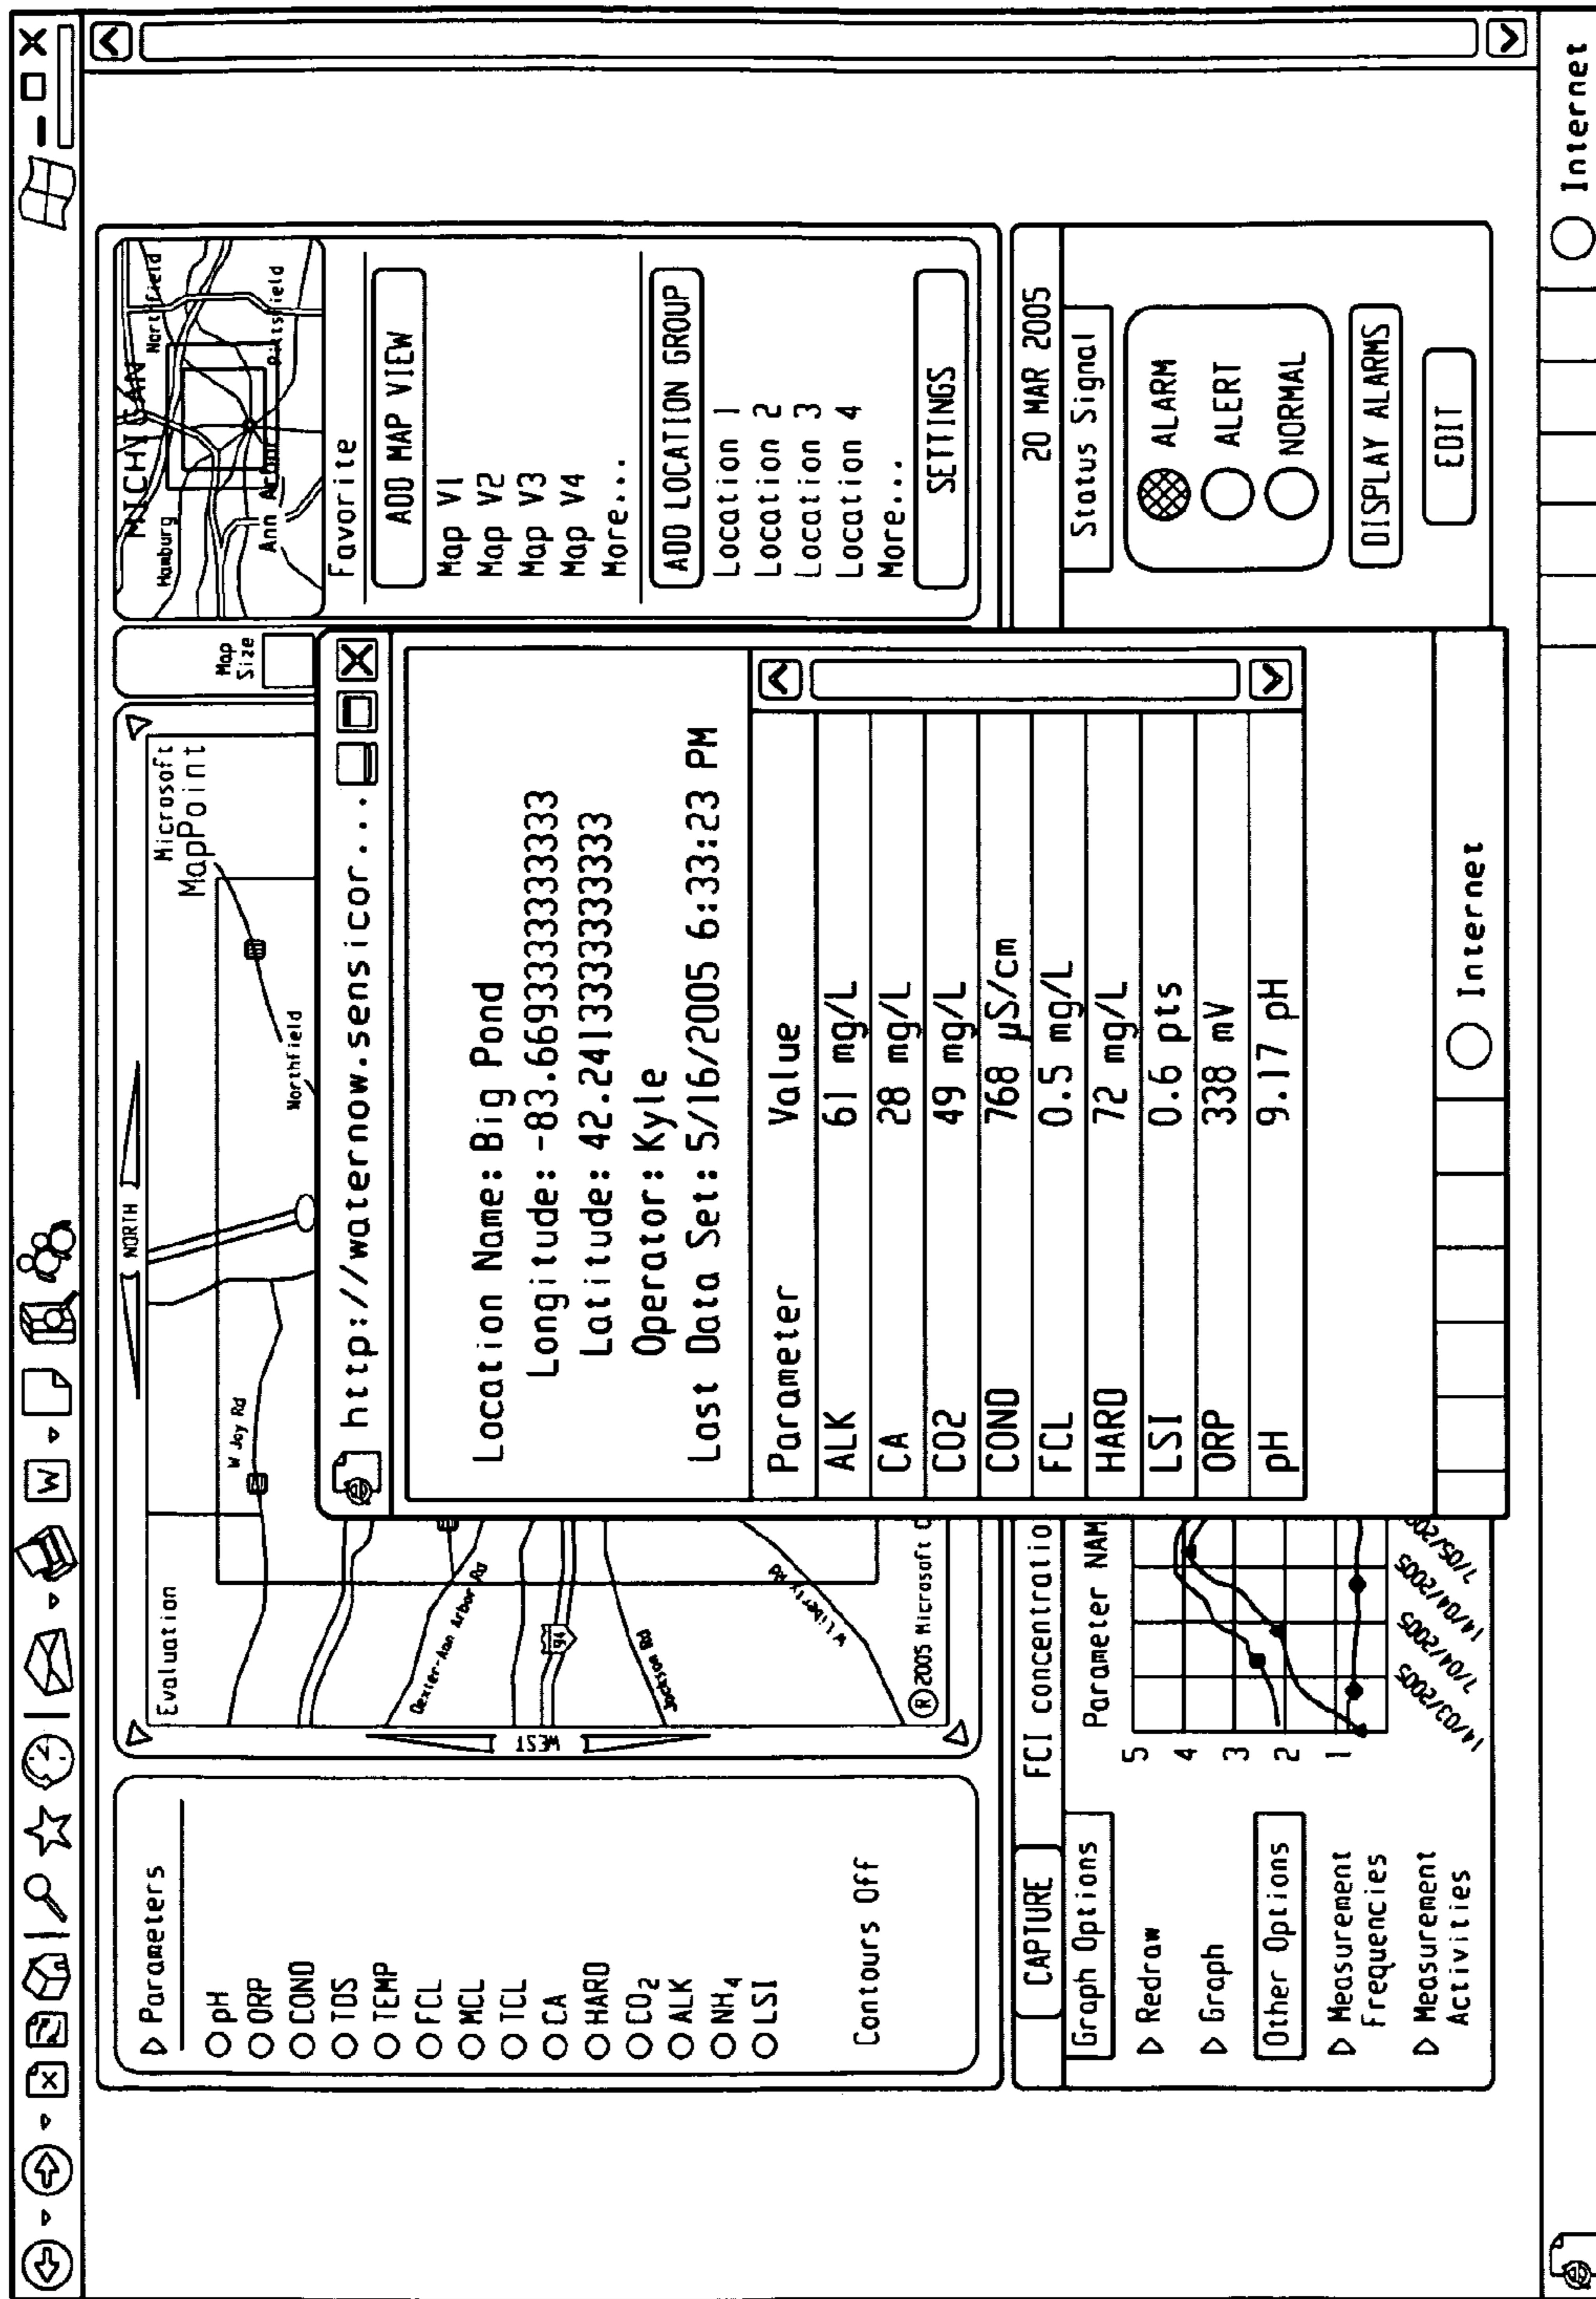 Parameters
pH
ORP
COND
TDS
TEMP
FCL
MCL
TCL
CA
HARD
CO2
ALK
NH4
LSI
Contours Off
NORTH
WEST
Evaluation
Microsoft
MapPoint
W Joy Rd
Northfield
Dexter-Ann Arbor Rd
94
Jackson Rd
W Liberty Rd
®2005 Microsoft C
Map
Size
MICHIGAN
Northfield
Hamburg
Ann Arbor
Pittsfield
Favorite
ADD MAP VIEW
Map V1
Map V2
Map V3
Map V4
More...
ADD LOCATION GROUP
Location 1
Location 2
Location 3
Location 4
More...
SETTINGS
http://waternow.sensicor...
Location Name: Big Pond
Longitude: -83.6693333333333
Latitude: 42.2413333333333
Operator: Kyle
Last Data Set: 5/16/2005 6:33:23 PM
Parameter Value
ALK 61 mg/L
CA 28 mg/L
CO2 49 mg/L
COND 768 µS/cm
FCL 0.5 mg/L
HARD 72 mg/L
LSI 0.6 pts
ORP 338 mV
pH 9.17 pH
Internet
CAPTURE FCI concentratio
20 MAR 2005
Graph Options
Redraw
Graph
Other Options
Measurement
Frequencies
Measurement
Activities
Parameter NAM
5
4
3
2
1
14/03/2005
7/04/2005
14/04/2005
7/05/200
Status Signal
ALARM
ALERT
NORMAL
DISPLAY ALARMS
EDIT
Internet